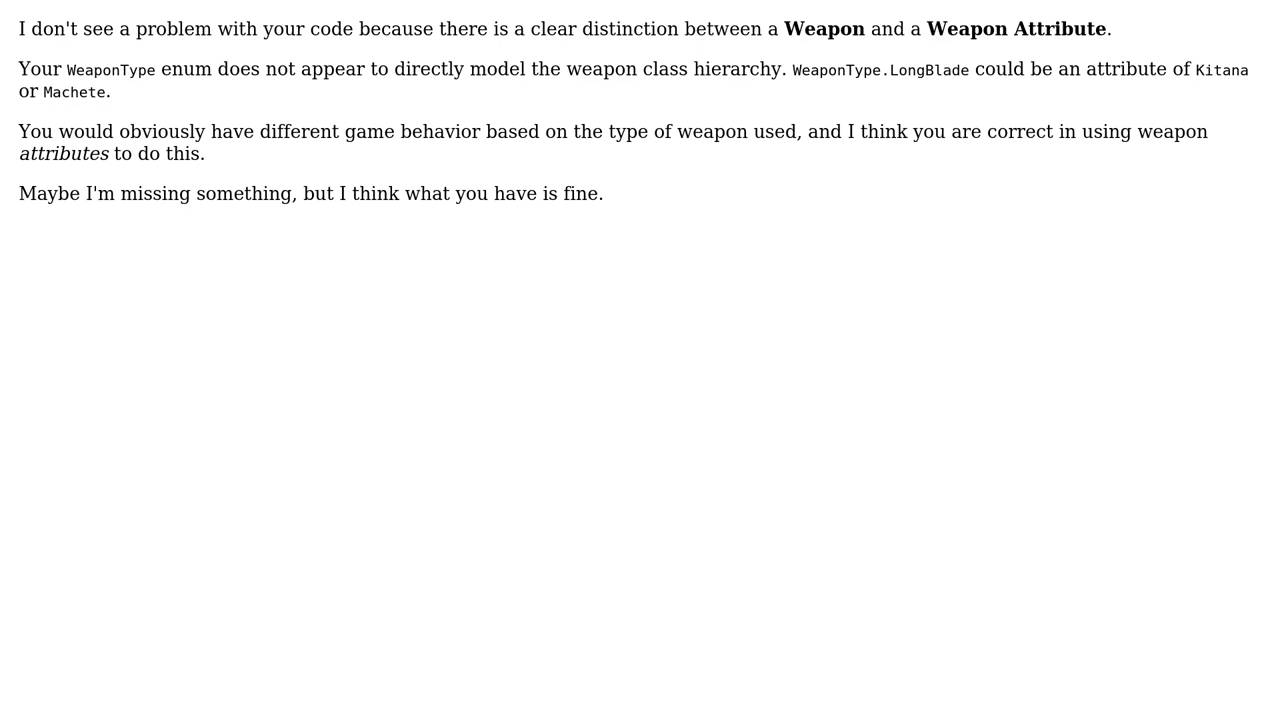 I don't see a problem with your code because there is a clear distinction between a Weapon and a Weapon Attribute.
Your WeaponType enum does not appear to directly model the weapon class hierarchy. WeaponType.LongBlade could be an attribute of Kitana
or Machete.
You would obviously have different game behavior based on the type of weapon used, and I think you are correct in using weapon
attributes to do this.
Maybe I'm missing something, but I think what you have is fine.